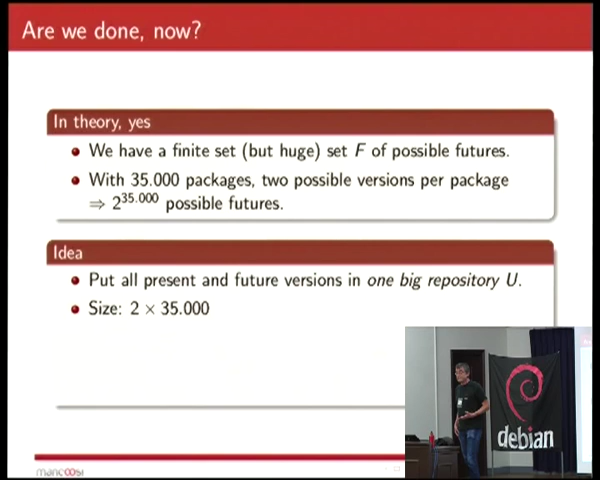 Are we done, now?
In theory, yes
We have a finite set (but huge) set F of possible futures.
With 35.000 packages, two possible versions per package
⇒ 2^35.000 possible futures.
Idea
Put all present and future versions in one big repository U.
Size: 2 × 35.000
debian
mancoosi